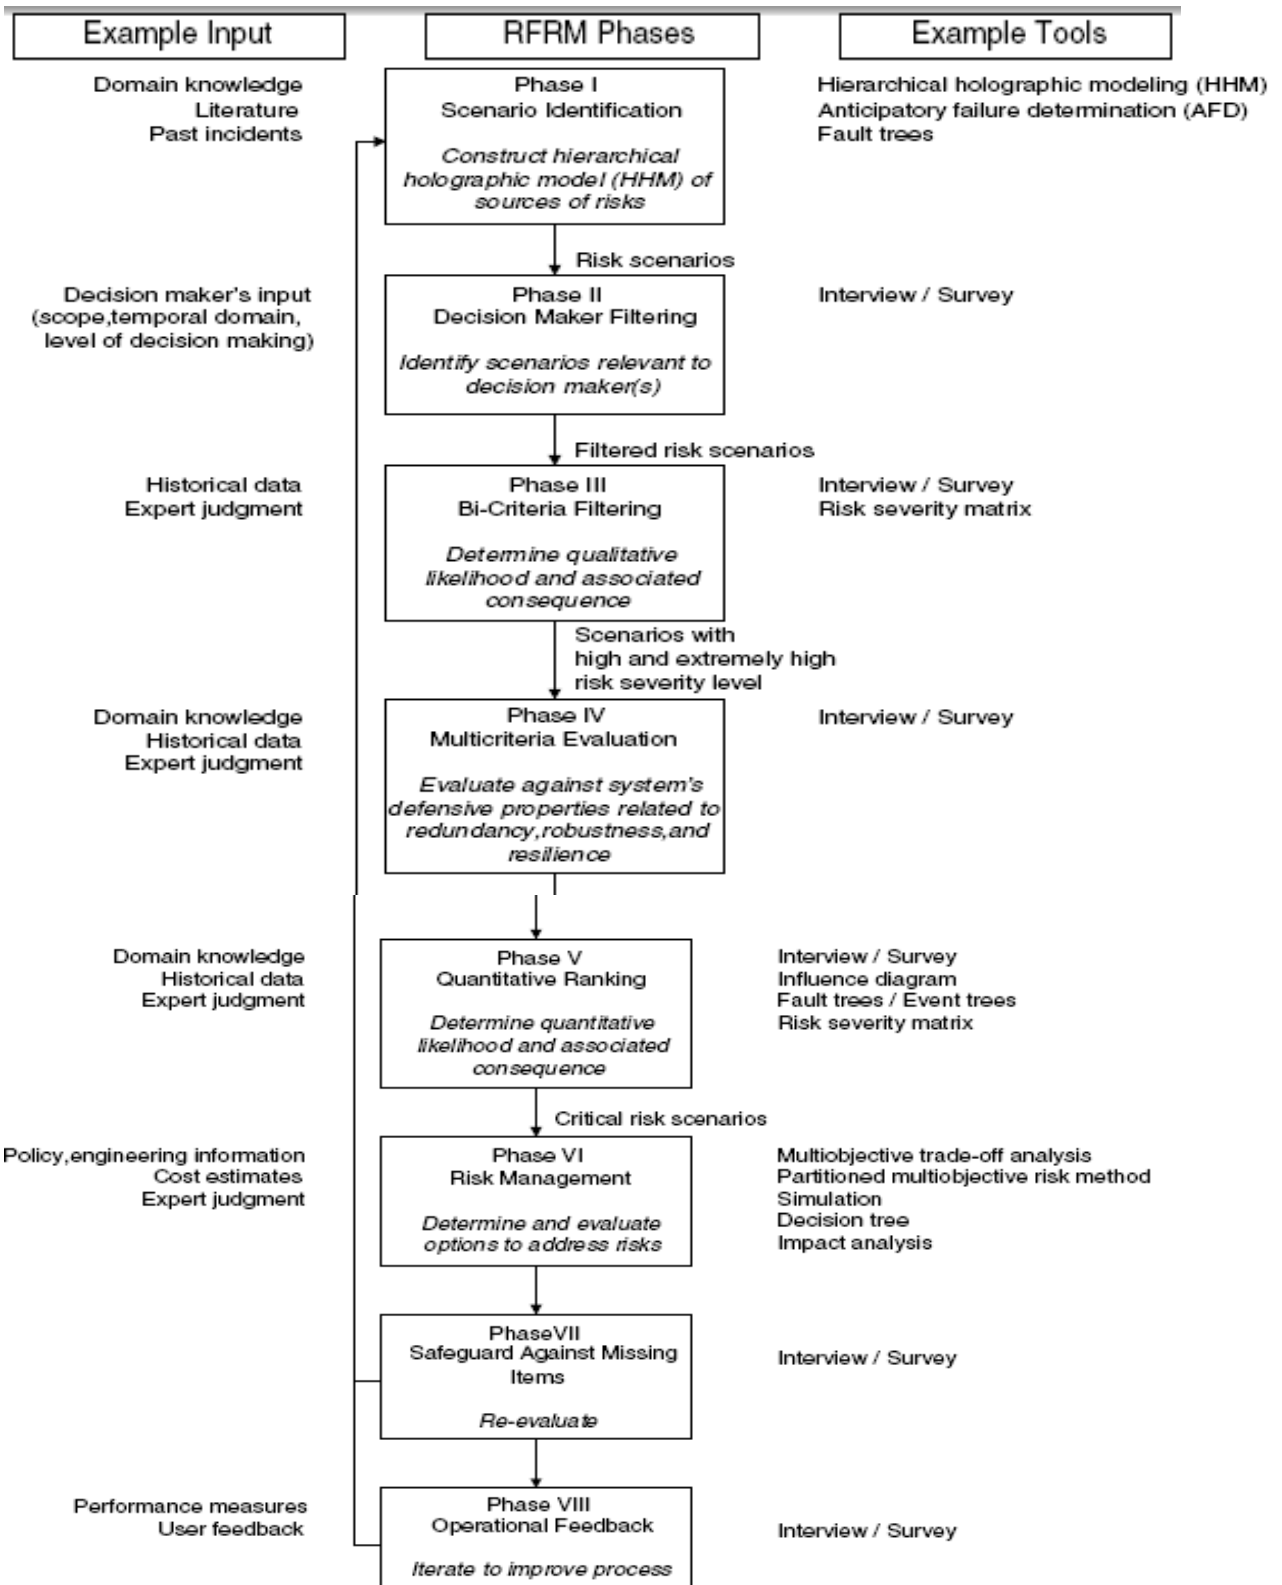 Example Input
RFRM Phases
Example Tools
Domain knowledge
Literature
Past incidents
Phase I
Scenario Identification
Construct hierarchical
holographic model (HHM) of
sources of risks
Hierarchical holographic modeling (HHM)
Anticipatory failure determination (AFD)
Fault trees
Risk scenarios
Decision maker's input
(scope,temporal domain,
level of decision making)
Phase II
Decision Maker Filtering
Identify scenarios relevant to
decision maker(s)
Interview / Survey
Filtered risk scenarios
Historical data
Expert judgment
Phase III
Bi-Criteria Filtering
Determine qualitative
likelihood and associated
consequence
Interview / Survey
Risk severity matrix
Scenarios with
high and extremely high
risk severity level
Domain knowledge
Historical data
Expert judgment
Phase IV
Multicriteria Evaluation
Evaluate against system's
defensive properties related to
redundancy,robustness,and
resilience
Interview / Survey
Domain knowledge
Historical data
Expert judgment
Phase V
Quantitative Ranking
Determine quantitative
likelihood and associated
consequence
Interview / Survey
Influence diagram
Fault trees / Event trees
Risk severity matrix
Critical risk scenarios
Policy,engineering information
Cost estimates
Expert judgment
Phase VI
Risk Management
Determine and evaluate
options to address risks
Multiobjective trade-off analysis
Partitioned multiobjective risk method
Simulation
Decision tree
Impact analysis
PhaseVII
Safeguard Against Missing
Items
Re-evaluate
Interview / Survey
Performance measures
User feedback
Phase VIII
Operational Feedback
Iterate to improve process
Interview / Survey